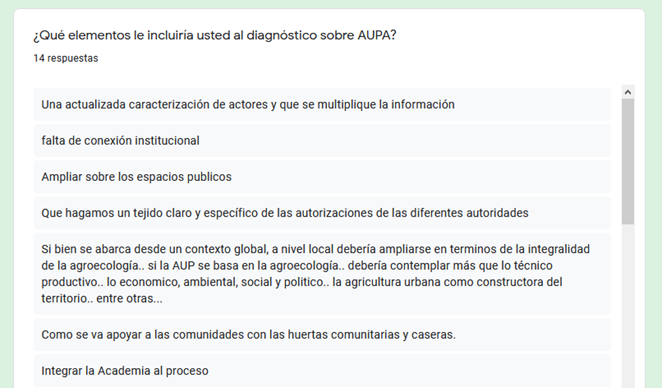 ¿Qué elementos le incluiría usted al diagnóstico sobre AUPA?
14 respuestas
Una actualizada caracterización de actores y que se multiplique la información
falta de conexión institucional
Ampliar sobre los espacios publicos
Que hagamos un tejido claro y específico de las autorizaciones de las diferentes autoridades
Si bien se abarca desde un contexto global, a nivel local debería ampliarse en terminos de la integralidad
de la agroecología.. si la AUP se basa en la agroecología.. debería contemplar más que lo técnico
productivo.. lo economico, ambiental, social y politico.. la agricultura urbana como constructora del
territorio.. entre otras...
Como se va apoyar a las comunidades con las huertas comunitarias y caseras.
Integrar la Academia al proceso